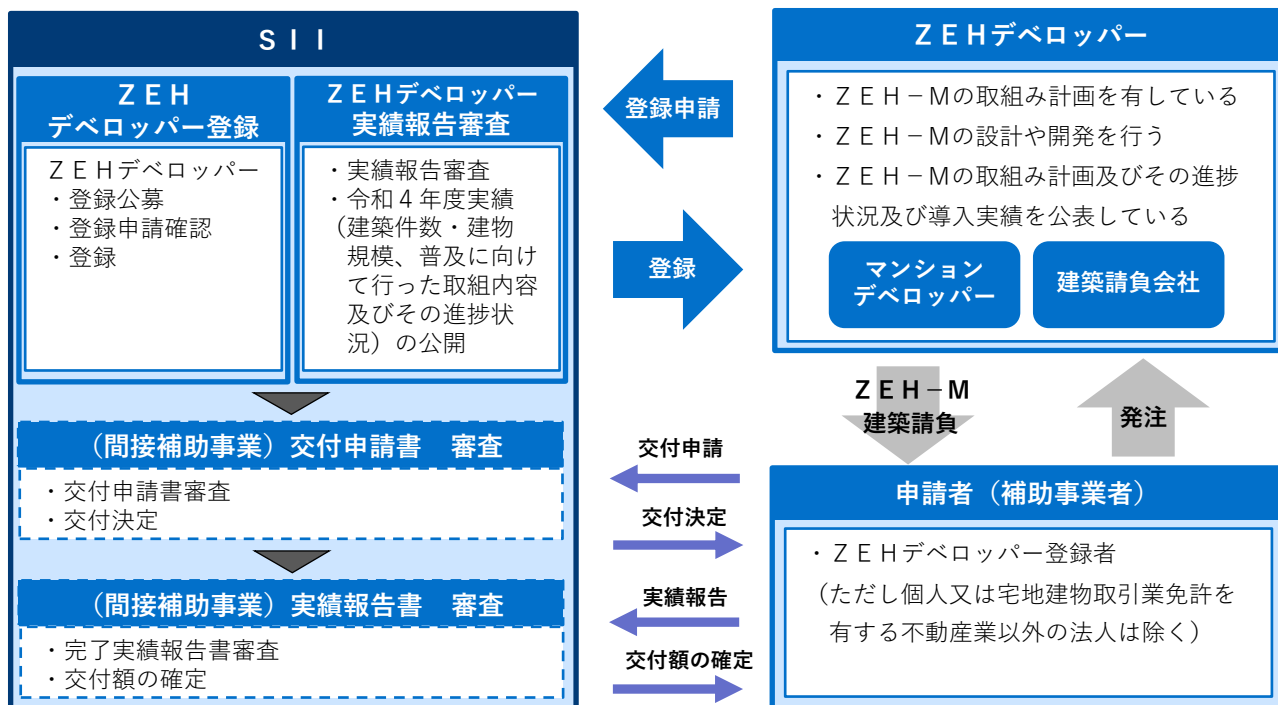 ＳＩＩ
ＺＥＨ
デベロッパー登録
ＺＥＨデベロッパー
・登録公募
・登録申請確認
・登録
ＺＥＨデベロッパー
実績報告審査
・実績報告審査
・令和４年度実績
（建築件数・建物
規模、普及に向け
て行った取組内容
及びその進捗状
況）の公開
（間接補助事業）交付申請書　審査
・交付申請書審査
・交付決定
（間接補助事業）実績報告書　審査
・完了実績報告書審査
・交付額の確定
登録申請
登録
交付申請
交付決定
実績報告
交付額の確定
ＺＥＨデベロッパー
・ＺＥＨ－Ｍの取組み計画を有している
・ＺＥＨ－Ｍの設計や開発を行う
・ＺＥＨ－Ｍの取組み計画及びその進捗
状況及び導入実績を公表している
マンション
デベロッパー
建築請負会社
ＺＥＨ－Ｍ
建築請負
発注
申請者（補助事業者）
・ＺＥＨデベロッパー登録者
（ただし個人又は宅地建物取引業免許を
有する不動産業以外の法人は除く）